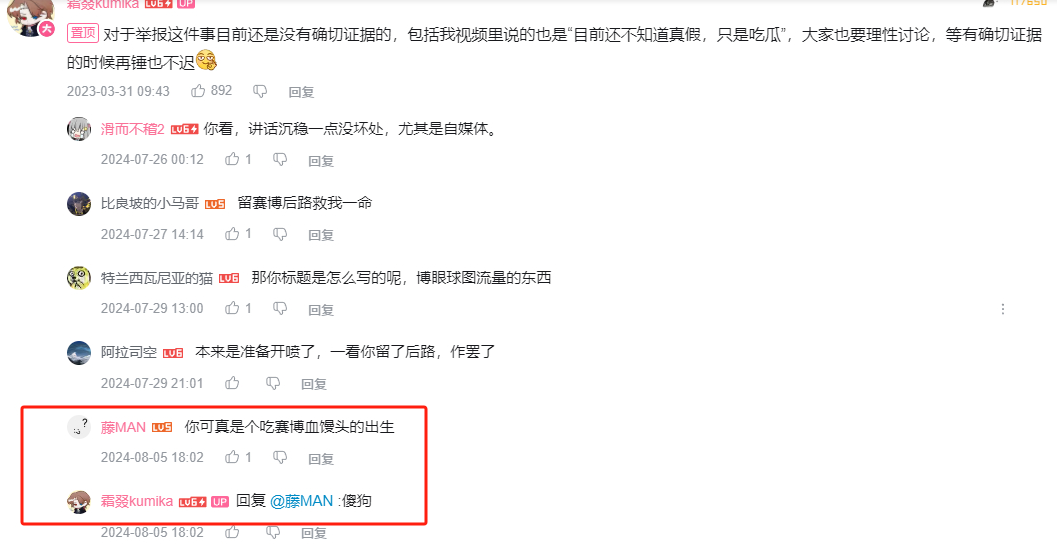 霜叕kumika LV6 UP
置顶 对于举报这件事目前还是没有确切证据的，包括我视频里说的也是“目前还不知道真假，只是吃瓜”，大家也要理性讨论，等有确切证据
的时候再锤也不迟
2023-03-31 09:43 892 回复
滑而不稽2 LV6 你看，讲话沉稳一点没坏处，尤其是自媒体。
2024-07-26 00:12 1 回复
比良坡的小马哥 LV5 留赛博后路救我一命
2024-07-27 14:14 1 回复
特兰西瓦尼亚的猫 LV6 那你标题是怎么写的呢，博眼球图流量的东西
2024-07-29 13:00 1 回复
阿拉司空 LV6 本来是准备开喷了，一看你留了后路，作罢了
2024-07-29 21:01 回复
藤MAN LV5 你可真是个吃赛博血馒头的出生
2024-08-05 18:02 1 回复
霜叕kumika LV6 UP 回复 @藤MAN :傻狗
2024-08-05 18:02 回复